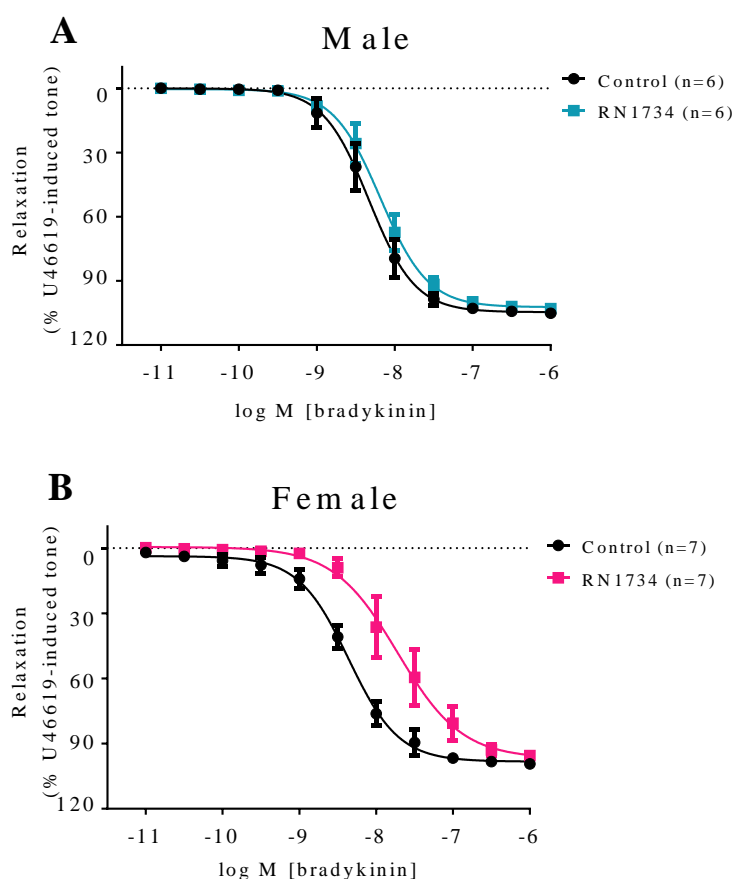 A
Male
0
30
60
90
120
Relaxation
(% U46619-induced tone)
-11 -10 -9 -8 -7 -6
log M [bradykinin]
Control (n=6)
RN1734 (n=6)
B
Female
0
30
60
90
120
Relaxation
(% U46619-induced tone)
-11 -10 -9 -8 -7 -6
log M [bradykinin]
Control (n=7)
RN1734 (n=7)